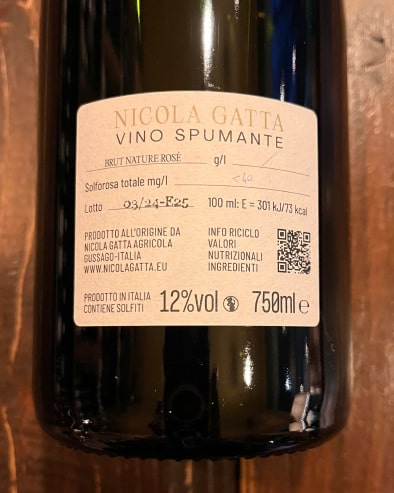 NICOLA GATTA
VINO SPUMANTE
BRUT NATURE ROSÉ g/l
Solforosa totale mg/l <40
Lotto 03/24-E25 100 ml: E = 301 kJ/73 kcal
PRODOTTO ALL'ORIGINE DA
NICOLA GATTA AGRICOLA
GUSSAGO-ITALIA
WWW.NICOLAGATTA.EU
INFO RICICLO
VALORI
NUTRIZIONALI
INGREDIENTI
PRODOTTO IN ITALIA
CONTIENE SOLFITI
12%vol 750ml e